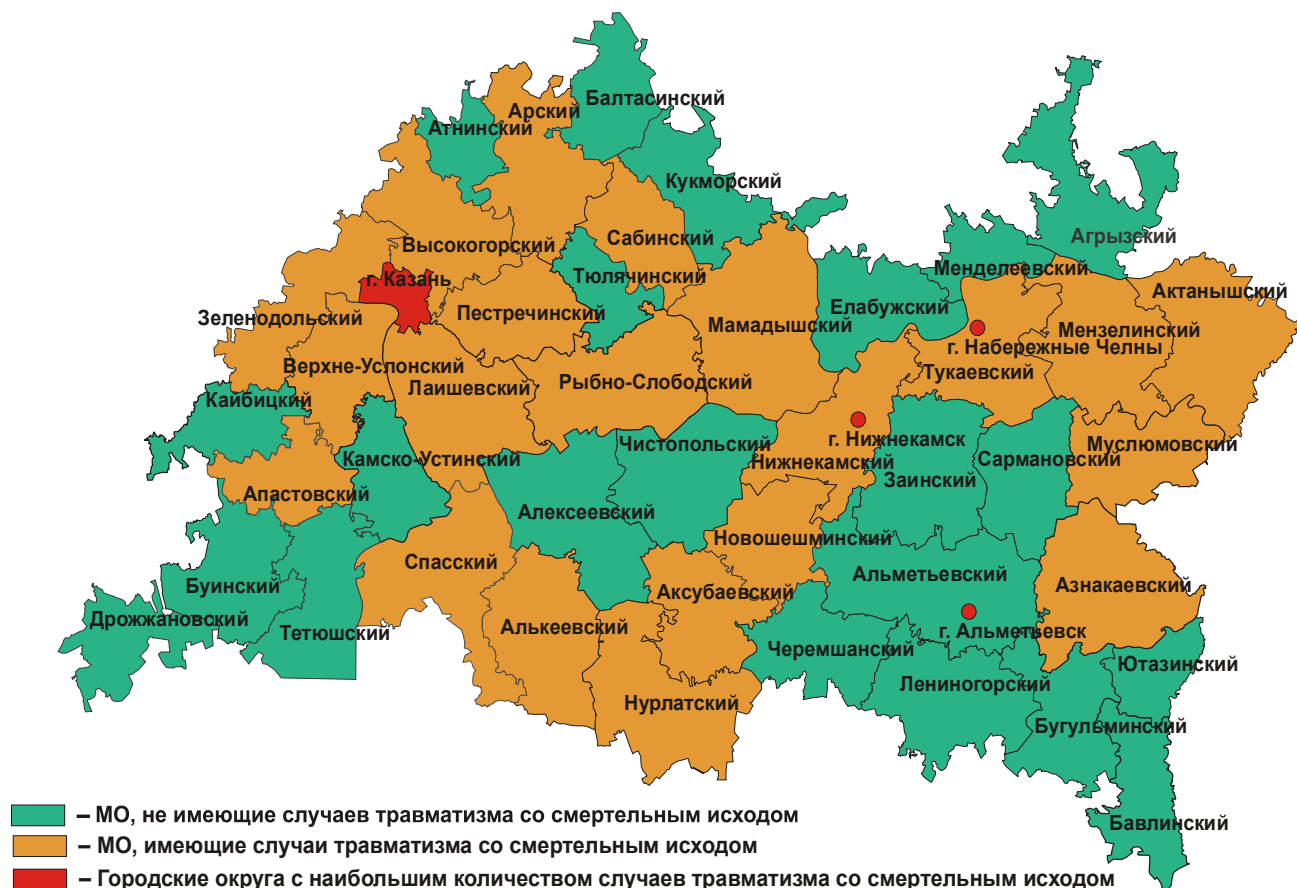 Балтасинский
Арский
Атнинский
Кукморский
Агрызский
Высокогорский
Сабинский
Менделеевский
г. Казань
Тюлячинский
Актанышский
Елабужский
Пестречинский
Зеленодольский
Мамадышский
Мензелинский
г. Набережные Челны
Верхне-Услонский
Тукаевский
Лаишевский
Рыбно-Слободский
Кайбицкий
г. Нижнекамск
Чистопольский
Муслюмовский
Камско-Устинский
Нижнекамский
Сармановский
Заинский
Апастовский
Алексеевский
Новошешминский
Спасский
Альметьевский
Буинский
Аксубаевский
Азнакаевский
Дрожжановский
г. Альметьевск
Алькеевский
Тетюшский
Черемшанский
Ютазинский
Лениногорский
Нурлатский
Бугульминский
Бавлинский
– МО, не имеющие случаев травматизма со смертельным исходом
– МО, имеющие случаи травматизма со смертельным исходом
– Городские округа с наибольшим количеством случаев травматизма со смертельным исходом